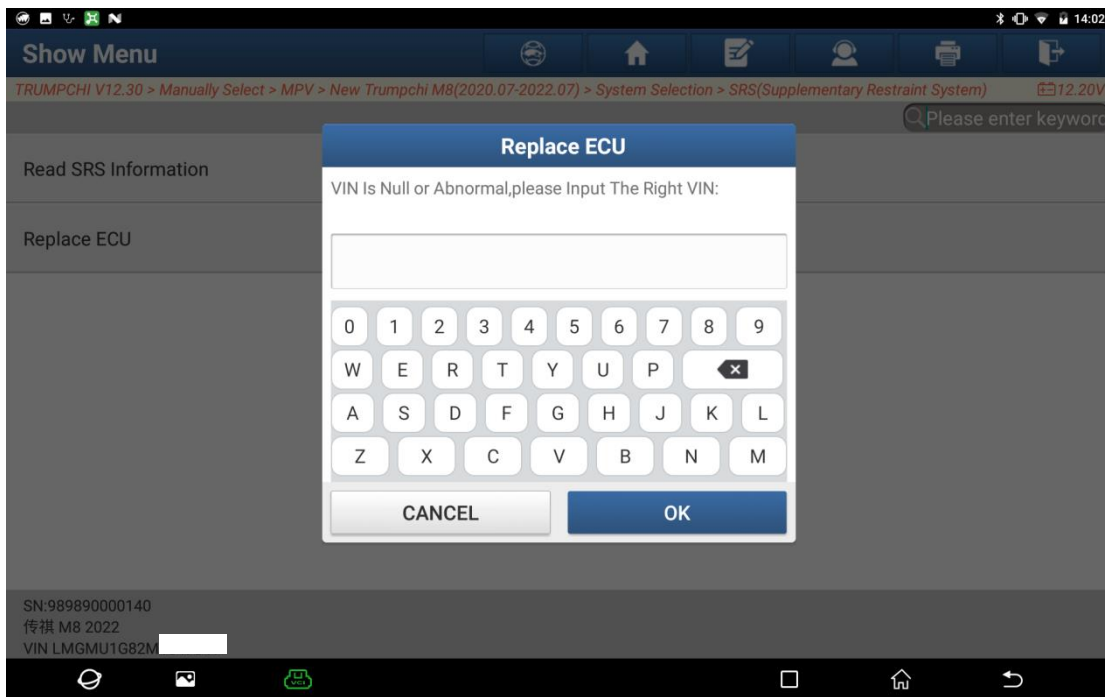 14:02
Show Menu
TRUMPCHI V12.30 > Manually Select > MPV > New Trumpchi M8(2020.07-2022.07) > System Selection > SRS(Supplementary Restraint System)
12.20V
Please enter keyword
Read SRS Information
Replace ECU
Replace ECU
VIN Is Null or Abnormal,please Input The Right VIN:
0 1 2 3 4 5 6 7 8 9
W E R T Y U P
A S D F G H J K L
Z X C V B N M
CANCEL
OK
SN:989890000140
传祺 M8 2022
VIN LMGMU1G82M
VCI